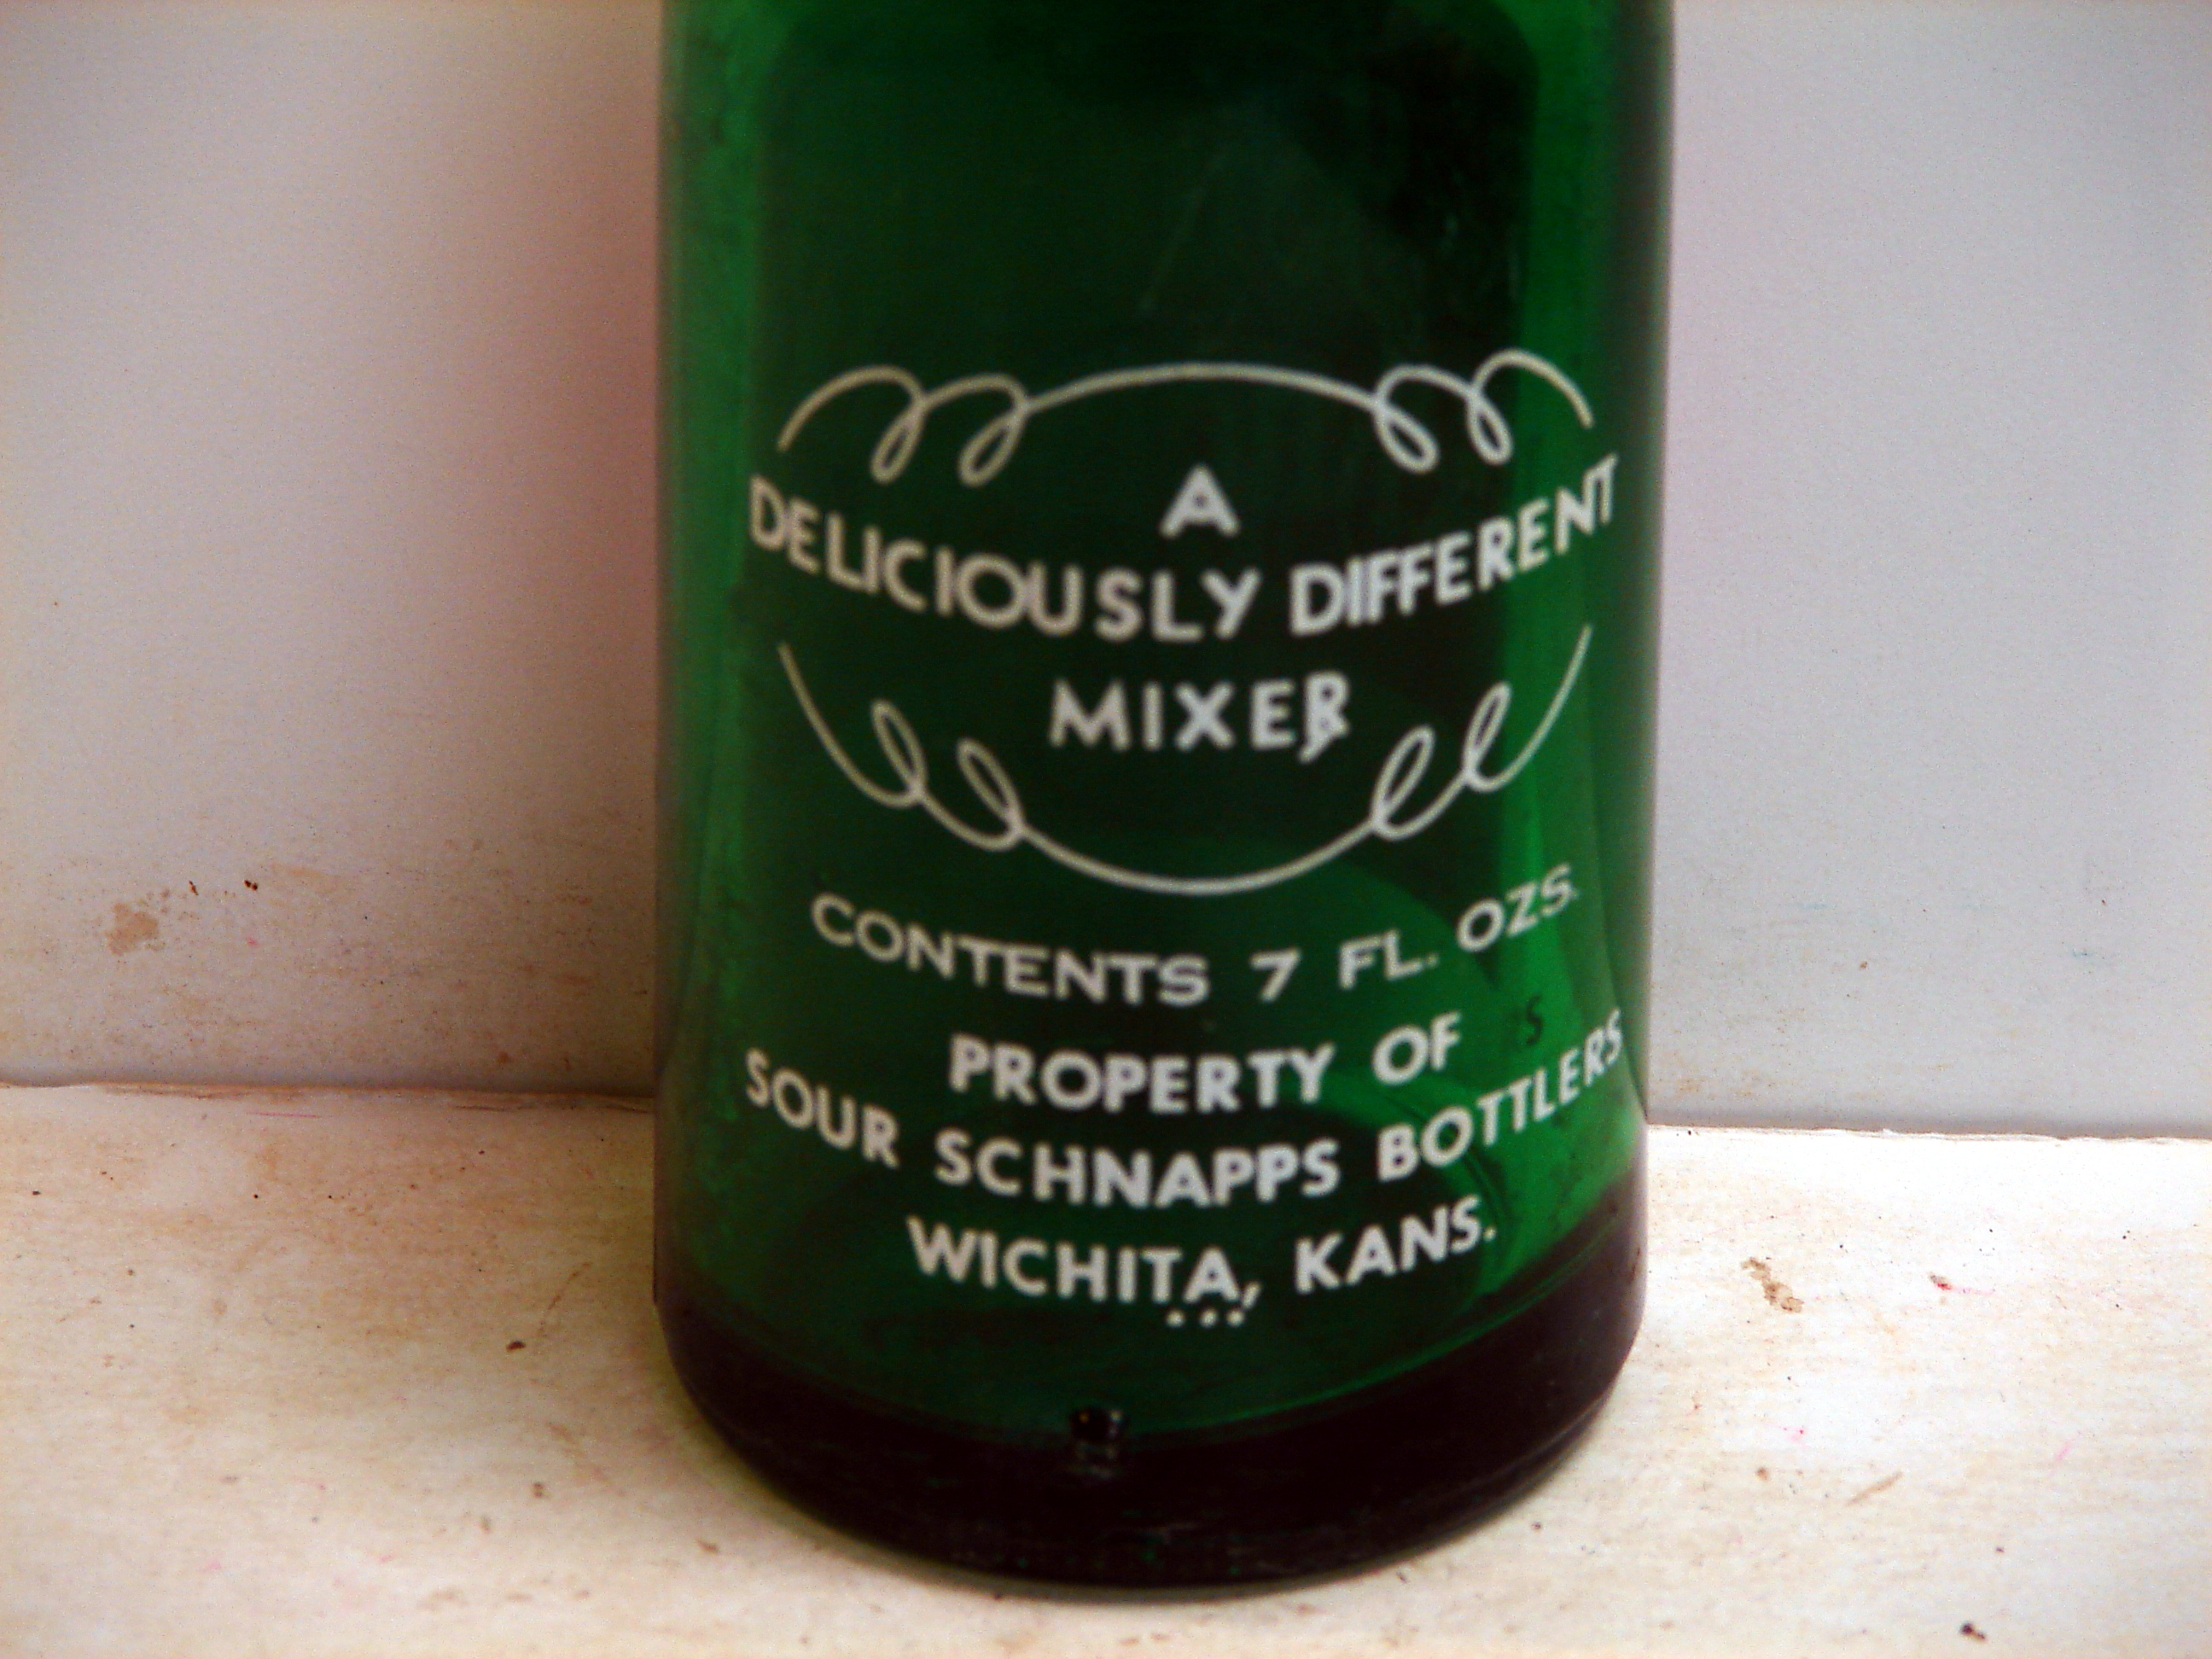 A
DELICIOUSLY DIFFERENT
MIXER
CONTENTS 7 FL. OZS.
PROPERTY OF
SOUR SCHNAPPS BOTTLERS
WICHITA, KANS.